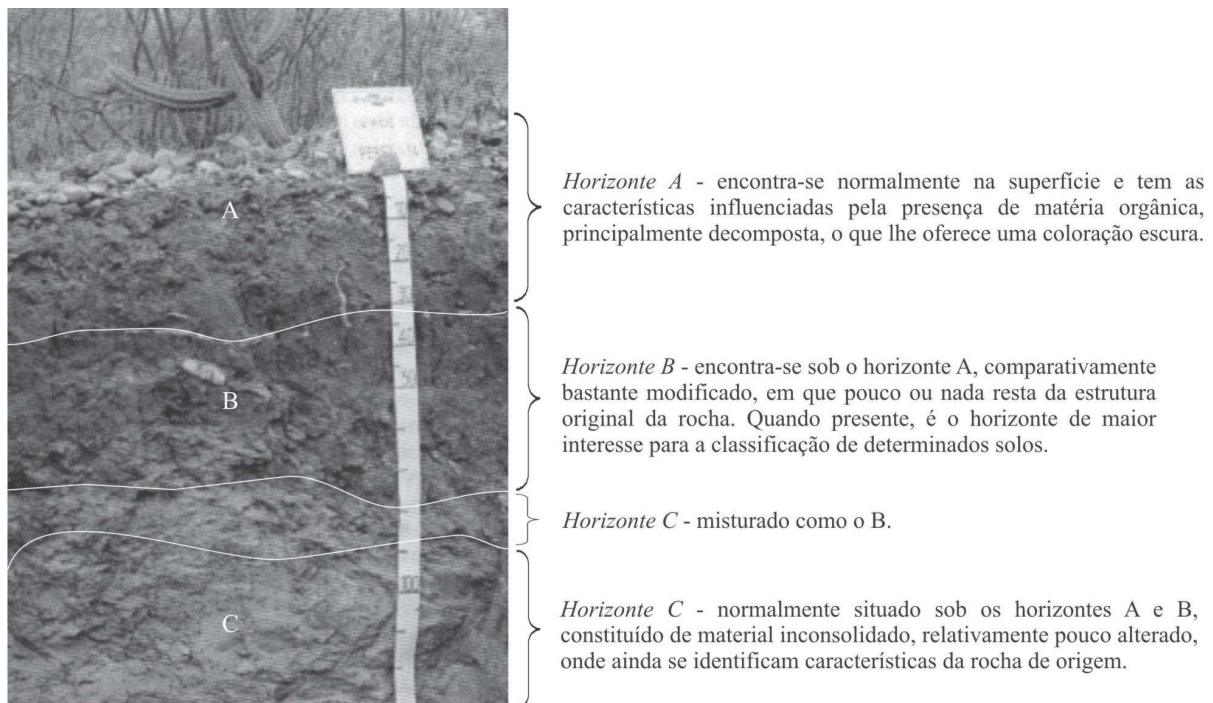 Horizonte A - encontra-se normalmente na superfície e tem as
características influenciadas pela presença de matéria orgânica,
principalmente decomposta, o que lhe oferece uma coloração escura.
A
Horizonte B - encontra-se sob o horizonte A, comparativamente
bastante modificado, em que pouco ou nada resta da estrutura
original da rocha. Quando presente, é o horizonte de maior
interesse para a classificação de determinados solos.
B
Horizonte C - misturado como o B.
Horizonte C - normalmente situado sob os horizontes A e B,
constituído de material inconsolidado, relativamente pouco alterado,
onde ainda se identificam características da rocha de origem.
C